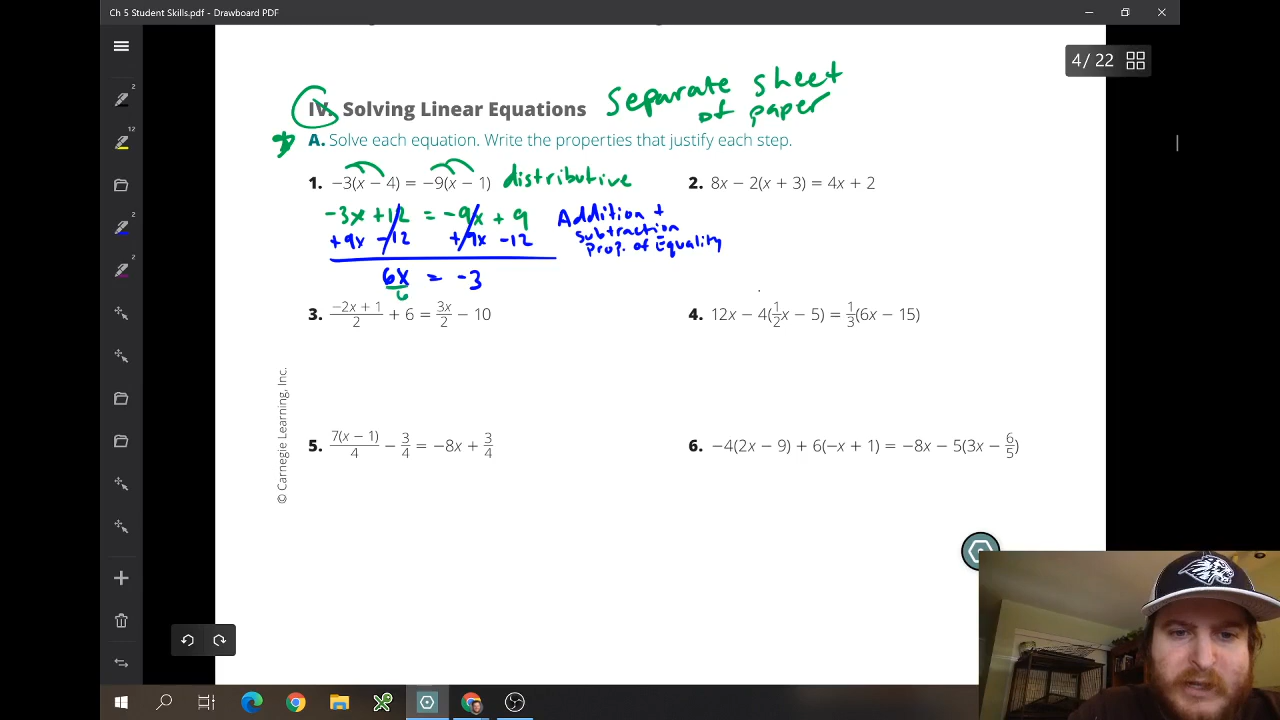 Ch 5 Student Skills.pdf - Drawboard PDF
4 / 22
IV. Solving Linear Equations
Separate sheet
of paper
A. Solve each equation. Write the properties that justify each step.
1. −3(x − 4) = −9(x − 1) distributive
-3x +12 = -9x + 9 Addition +
+9x -12 +9x -12 Subtraction
Prop. of Equality
6x = -3
6
2. 8x − 2(x + 3) = 4x + 2
3. (−2x + 1)/2 + 6 = 3x/2 − 10
4. 12x − 4(1/2x − 5) = 1/3(6x − 15)
5. 7(x − 1)/4 − 3/4 = −8x + 3/4
6. −4(2x − 9) + 6(−x + 1) = −8x − 5(3x − 6/5)
© Carnegie Learning, Inc.
2
12
2
2